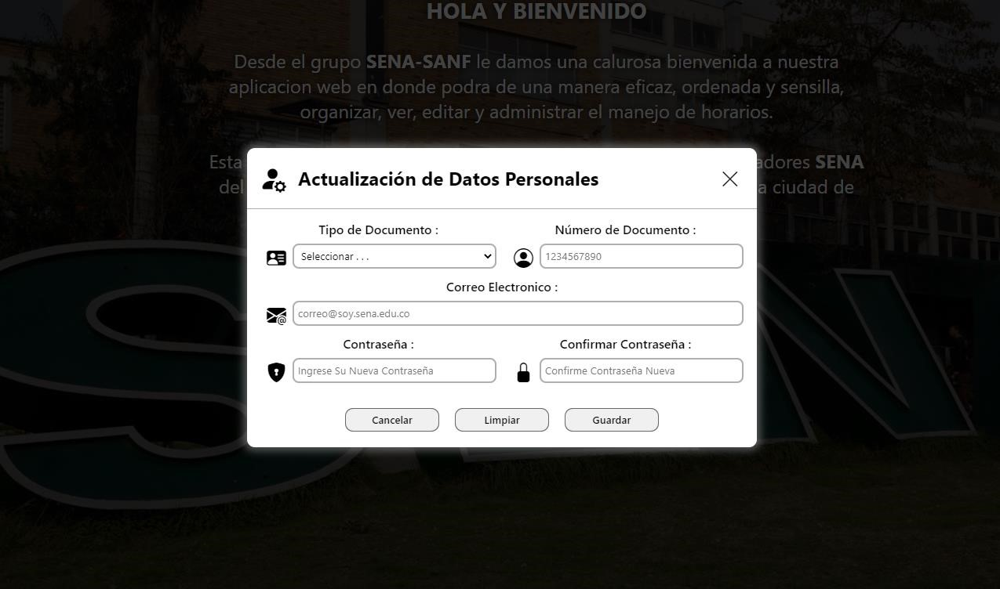 HOLA Y BIENVENIDO
Desde el grupo SENA-SANF le damos una calurosa bienvenida a nuestra
aplicacion web en donde podra de una manera eficaz, ordenada y sensilla,
organizar, ver, editar y administrar el manejo de horarios.
Esta adores SENA
del a ciudad de
Actualización de Datos Personales
Tipo de Documento : Número de Documento :
Seleccionar . . . 1234567890
Correo Electronico :
correo@soy.sena.edu.co
Contraseña : Confirmar Contraseña :
Ingrese Su Nueva Contraseña Confirme Contraseña Nueva
Cancelar Limpiar Guardar